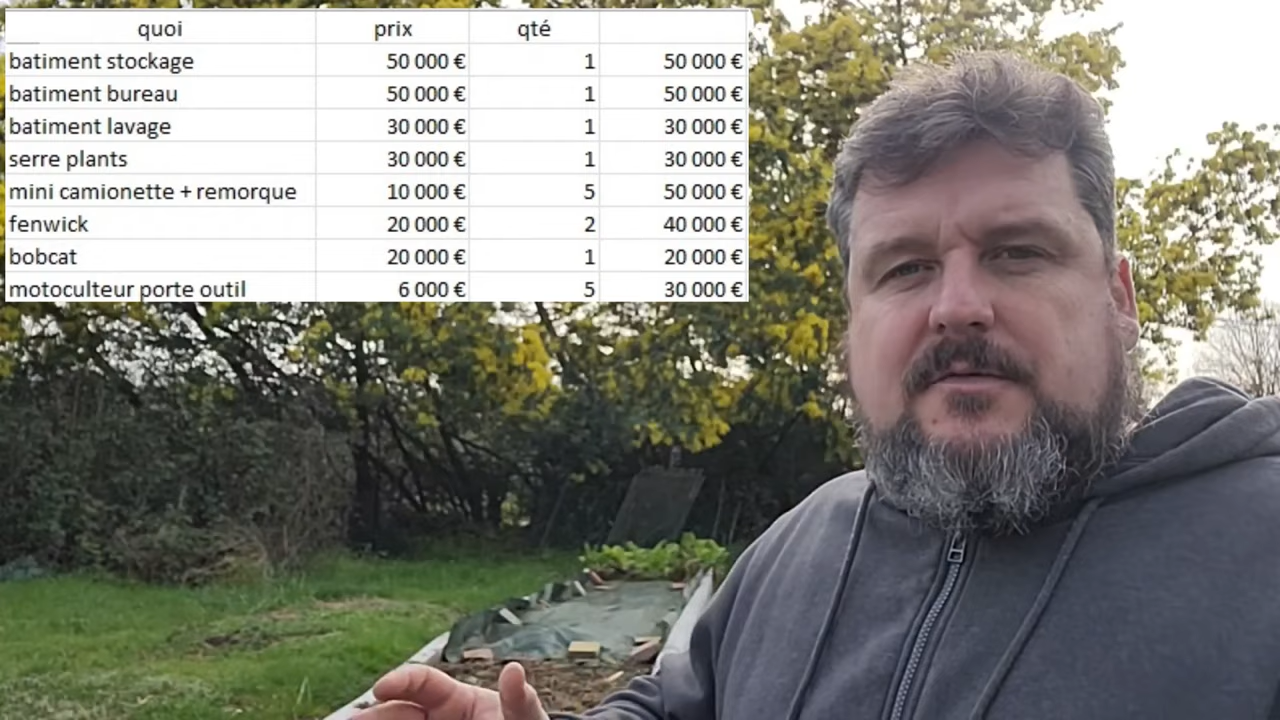 quoi prix qté
batiment stockage 50 000 € 1 50 000 €
batiment bureau 50 000 € 1 50 000 €
batiment lavage 30 000 € 1 30 000 €
serre plants 30 000 € 1 30 000 €
mini camionette + remorque 10 000 € 5 50 000 €
fenwick 20 000 € 2 40 000 €
bobcat 20 000 € 1 20 000 €
motoculteur porte outil 6 000 € 5 30 000 €